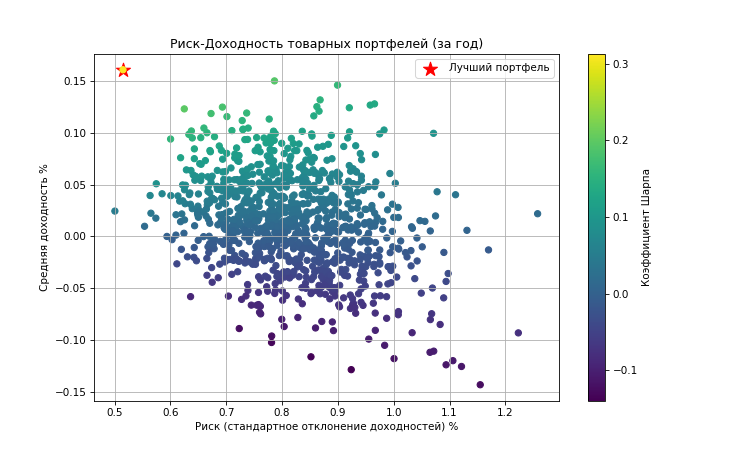 Риск-Доходность товарных портфелей (за год)
Лучший портфель
Средняя доходность %
0.15
0.10
0.05
0.00
−0.05
−0.10
−0.15
0.5 0.6 0.7 0.8 0.9 1.0 1.1 1.2
Риск (стандартное отклонение доходностей) %
0.3
0.2
0.1
0.0
−0.1
Коэффициент Шарпа